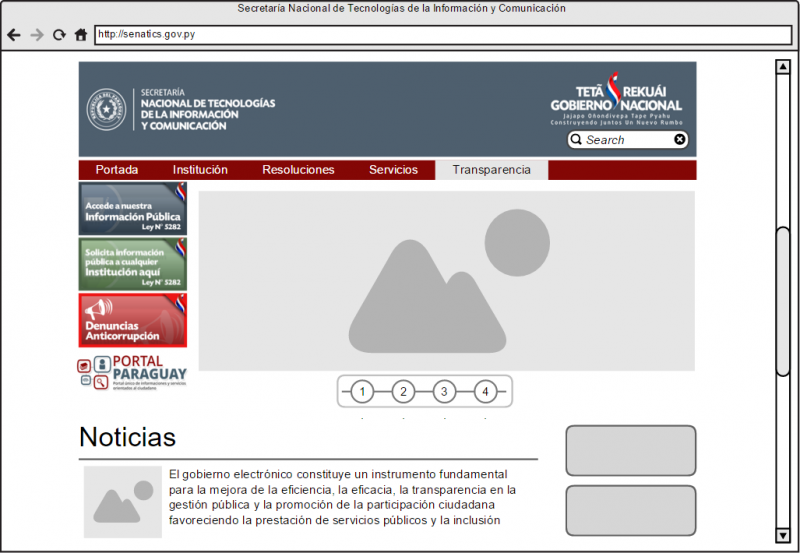 Secretaría Nacional de Tecnologías de la Información y Comunicación
http://senatics.gov.py
SECRETARÍA
NACIONAL DE TECNOLOGÍAS
DE LA INFORMACIÓN
Y COMUNICACIÓN
TETÃ REKUÁI
GOBIERNO NACIONAL
Jajapo Ñondivepa Tape Pyahu
Construyendo Juntos Un Nuevo Rumbo
Search
Portada Institución Resoluciones Servicios Transparencia
Accede a nuestra
Información Pública
Ley N° 5282
Solicita información
pública a cualquier
Institución aquí
Ley N° 5282
Denuncias
Anticorrupción
PORTAL
PARAGUAY
Portal único de informaciones y servicios
orientados al ciudadano
1 2 3 4
Noticias
El gobierno electrónico constituye un instrumento fundamental
para la mejora de la eficiencia, la eficacia, la transparencia en la
gestión pública y la promoción de la participación ciudadana
favoreciendo la prestación de servicios públicos y la inclusión